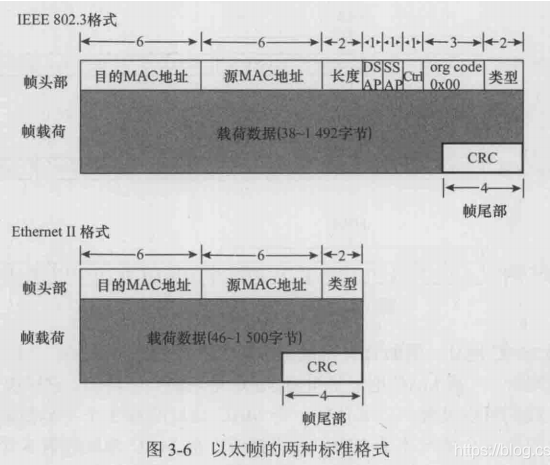 IEEE 802.3格式
6 6 2 1 1 1 3 2
帧头部 目的MAC地址 源MAC地址 长度 DS AP SS AP Ctrl org code 0x00 类型
帧载荷 载荷数据(38~1 492字节)
CRC
4
帧尾部
Ethernet II 格式
6 6 2
帧头部 目的MAC地址 源MAC地址 类型
帧载荷 载荷数据(46~1 500字节)
CRC
4
帧尾部
图 3-6 以太帧的两种标准格式